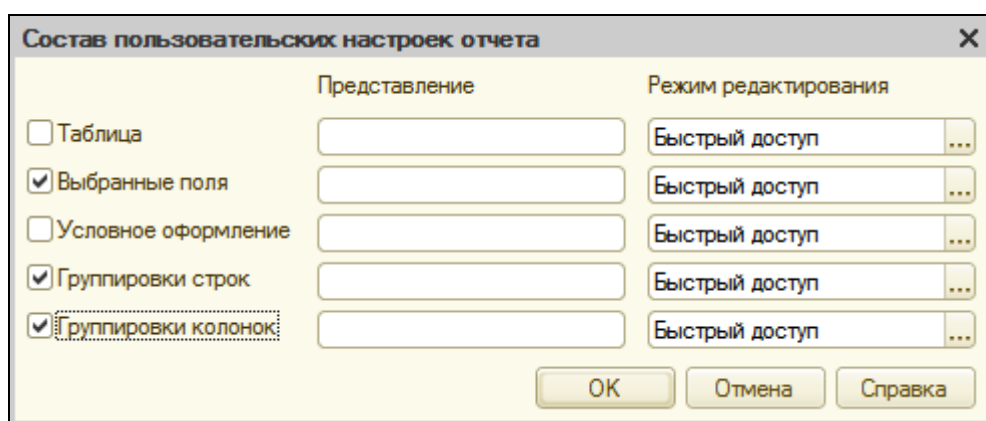 Состав пользовательских настроек отчета
Представление Режим редактирования
Таблица Быстрый доступ ...
Выбранные поля Быстрый доступ ...
Условное оформление Быстрый доступ ...
Группировки строк Быстрый доступ ...
Группировки колонок Быстрый доступ ...
OK Отмена Справка